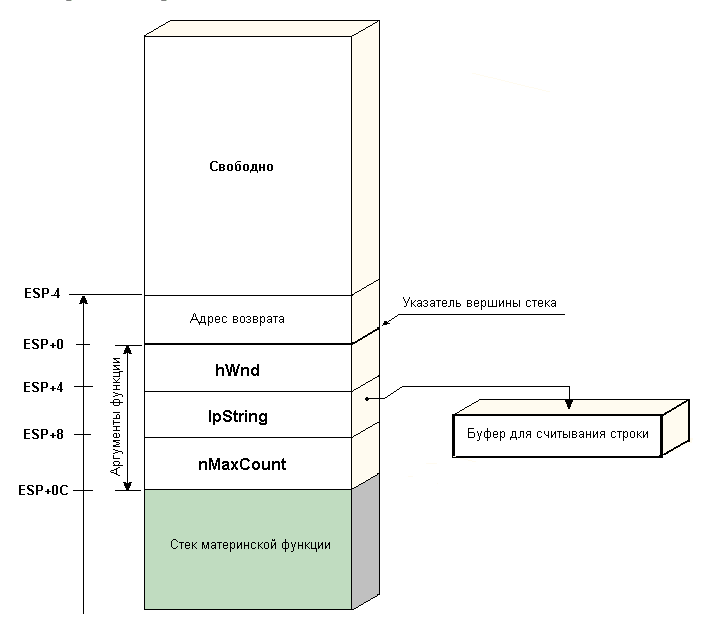 Свободно
ESP-4
Адрес возврата
Указатель вершины стека
ESP+0
hWnd
ESP+4
lpString
Аргументы функции
Буфер для считывания строки
ESP+8
nMaxCount
ESP+0C
Стек материнской функции